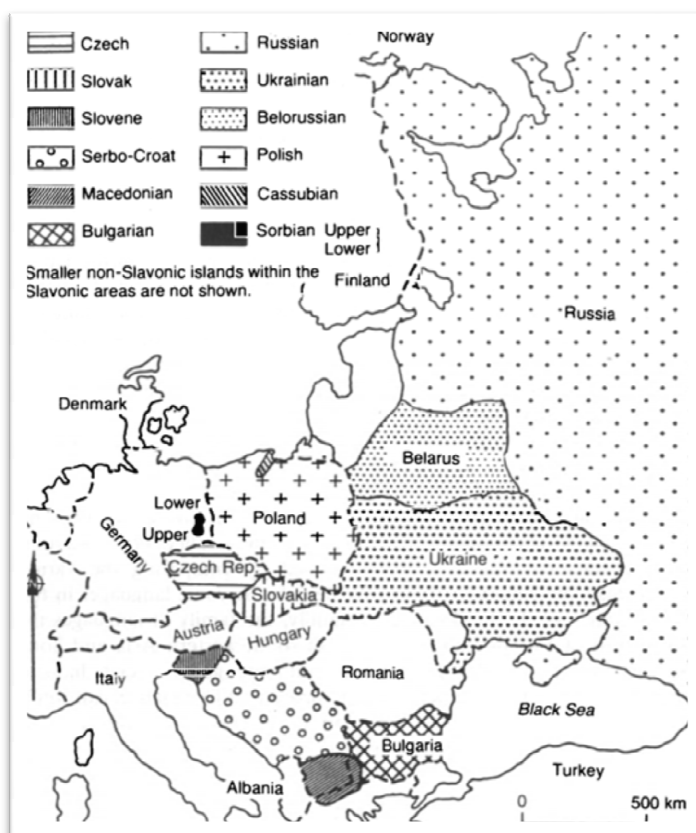 Czech
Slovak
Slovene
Serbo-Croat
Macedonian
Bulgarian
Russian
Ukrainian
Belorussian
Polish
Cassubian
Sorbian Upper
Lower
Smaller non-Slavonic islands within the
Slavonic areas are not shown.
Norway
Finland
Russia
Denmark
Belarus
Lower
Upper
Poland
Germany
Ukraine
Czech Rep.
Slovakia
Austria
Hungary
Romania
Italy
Black Sea
Bulgaria
Albania
Turkey
0 500 km